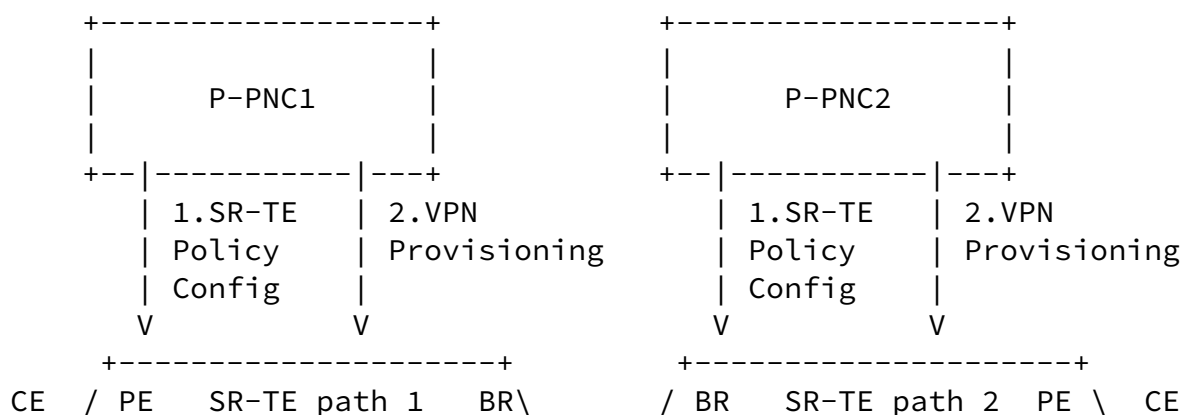 +------------------+ +------------------+
| | | |
| P-PNC1 | | P-PNC2 |
| | | |
+--|-----------|---+ +--|-----------|---+
| 1.SR-TE | 2.VPN | 1.SR-TE | 2.VPN
| Policy | Provisioning | Policy | Provisioning
| Config | | Config |
V V V V
+---------------------+ +---------------------+
CE / PE SR-TE path 1 BR\ / BR SR-TE path 2 PE \ CE